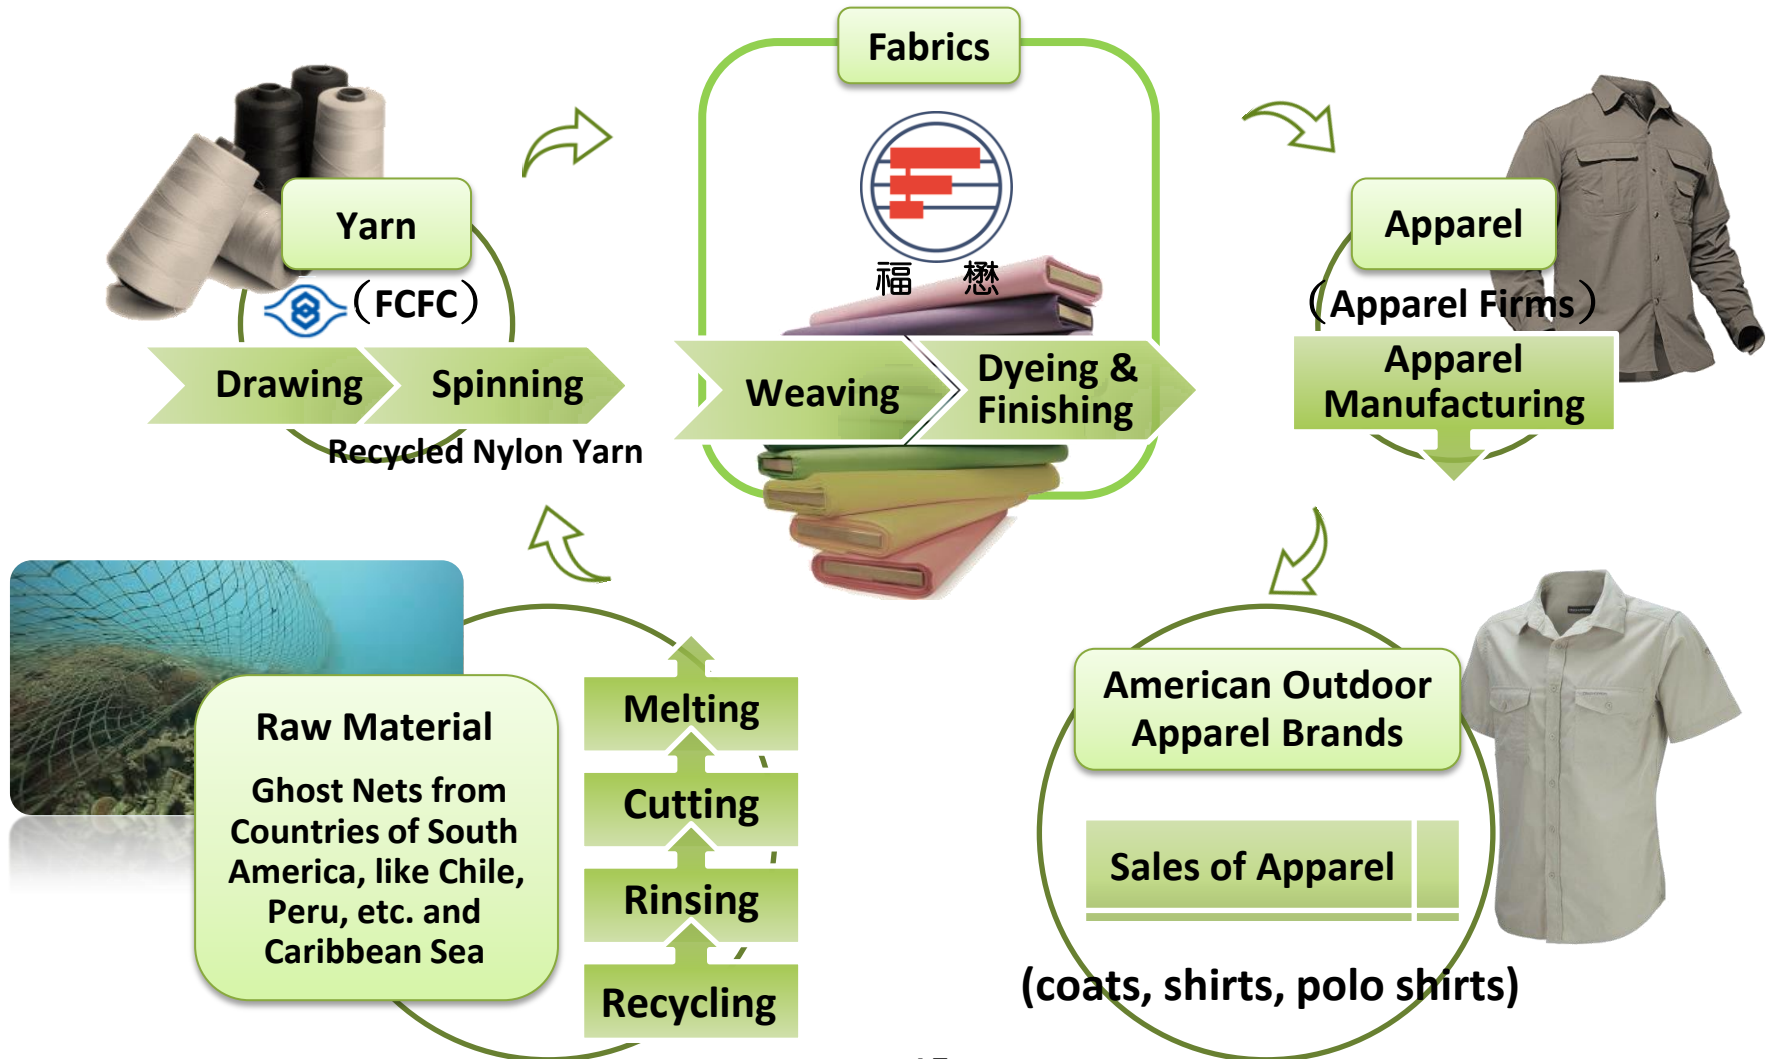 Fabrics
福 懋
Weaving
Dyeing &
Finishing
Yarn
(FCFC)
Drawing
Spinning
Recycled Nylon Yarn
Apparel
(Apparel Firms)
Apparel
Manufacturing
Raw Material
Ghost Nets from
Countries of South
America, like Chile,
Peru, etc. and
Caribbean Sea
Melting
Cutting
Rinsing
Recycling
American Outdoor
Apparel Brands
Sales of Apparel
(coats, shirts, polo shirts)